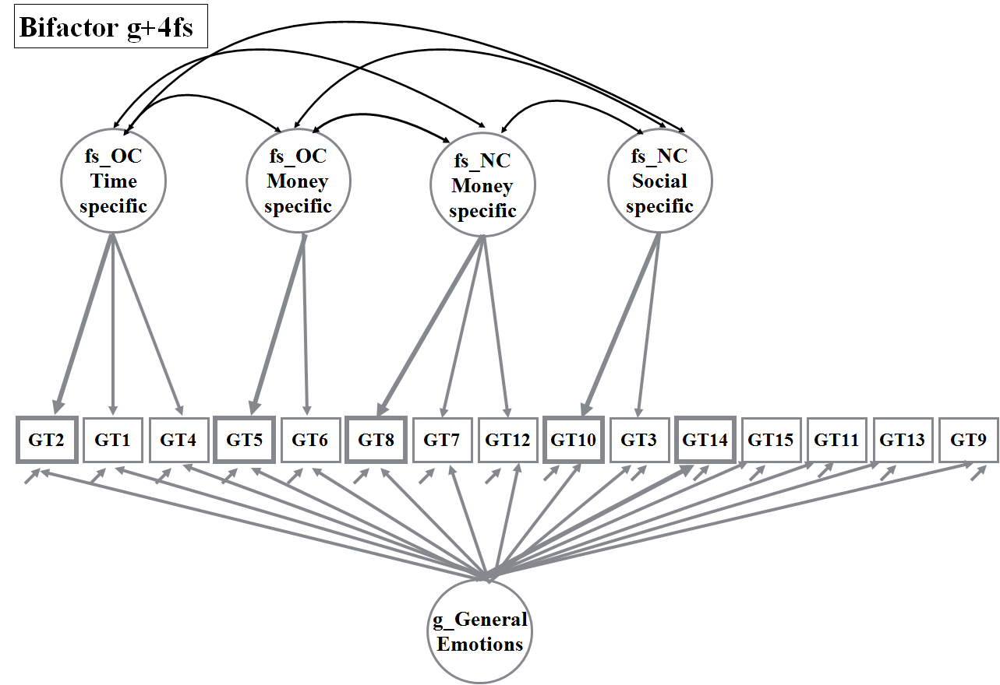 Bifactor g+4fs
fs_OC
Time
specific
fs_OC
Money
specific
fs_NC
Money
specific
fs_NC
Social
specific
GT2
GT1
GT4
GT5
GT6
GT8
GT7
GT12
GT10
GT3
GT14
GT15
GT11
GT13
GT9
g_General
Emotions